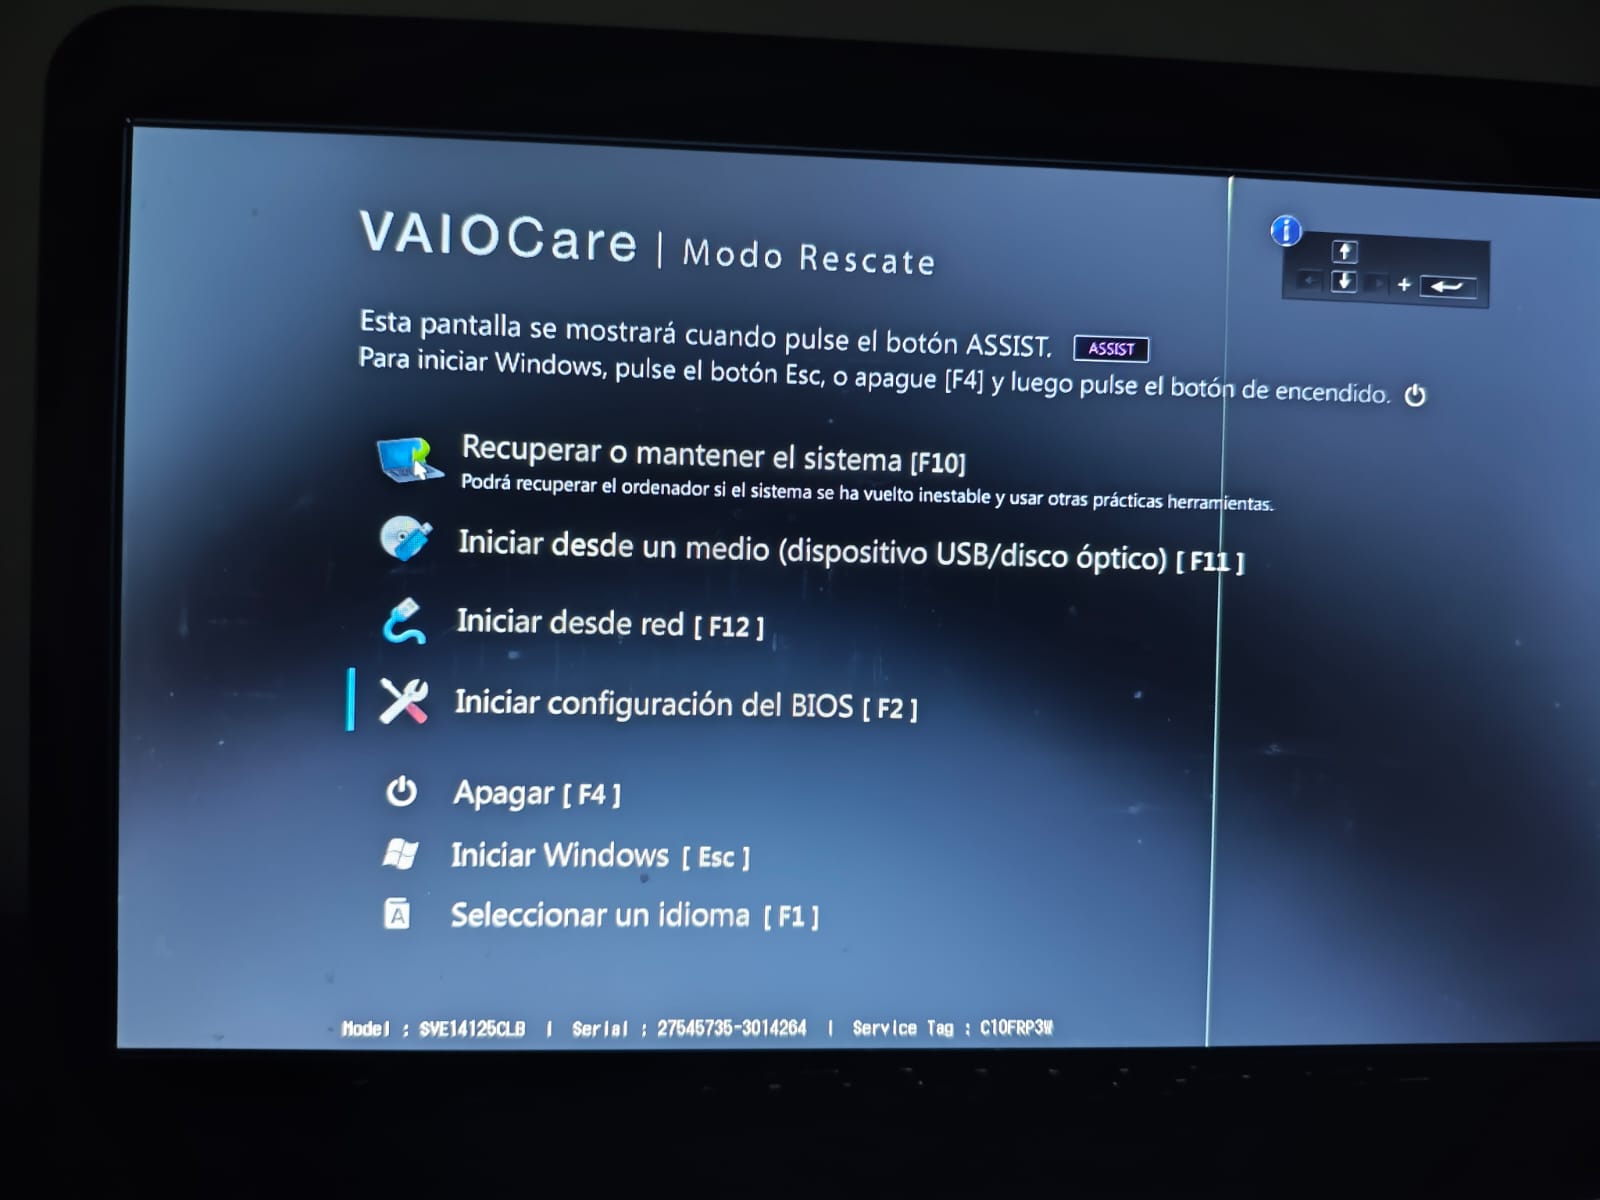 VAIOCare | Modo Rescate
Esta pantalla se mostrará cuando pulse el botón ASSIST. ASSIST
Para iniciar Windows, pulse el botón Esc, o apague [F4] y luego pulse el botón de encendido.
Recuperar o mantener el sistema [F10]
Podrá recuperar el ordenador si el sistema se ha vuelto inestable y usar otras prácticas herramientas.
Iniciar desde un medio (dispositivo USB/disco óptico) [ F11 ]
Iniciar desde red [ F12 ]
Iniciar configuración del BIOS [ F2 ]
Apagar [ F4 ]
Iniciar Windows [ Esc ]
A Seleccionar un idioma [ F1 ]
Model : SVE14125CLB | Serial : 27545735-3014264 | Service Tag : C10FRP3W